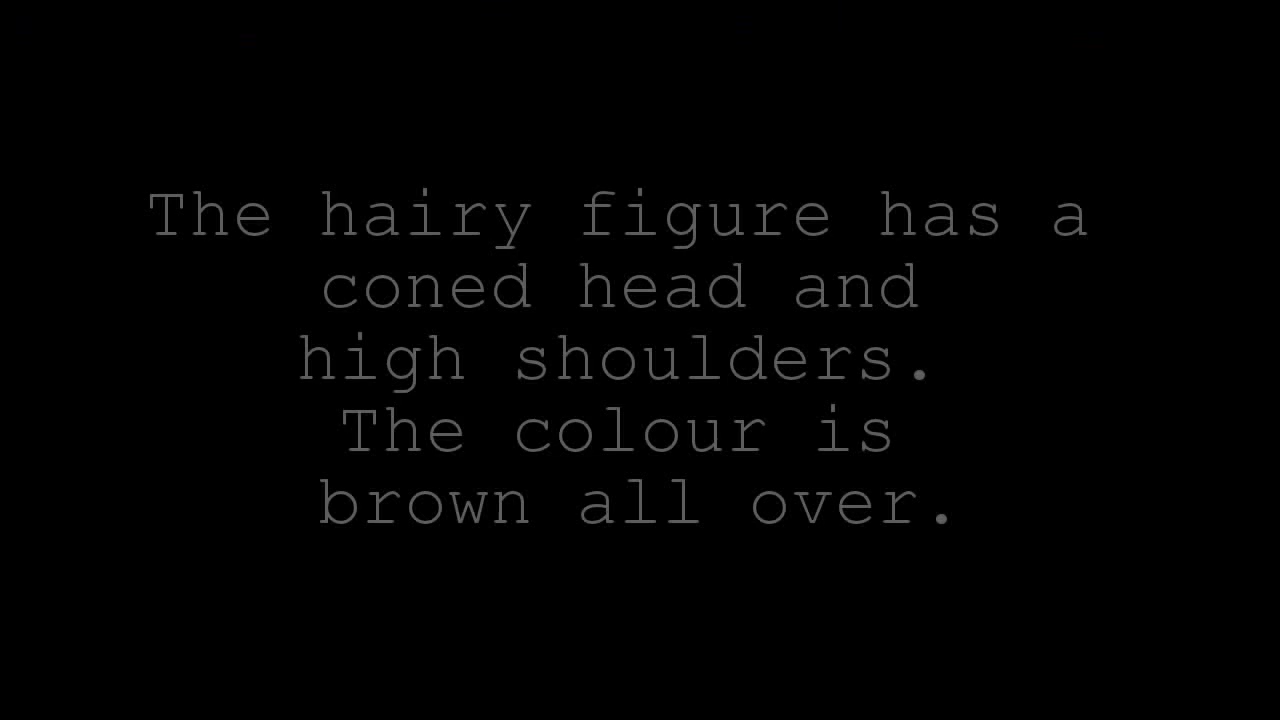 The hairy figure has a
coned head and
high shoulders.
The colour is
brown all over.